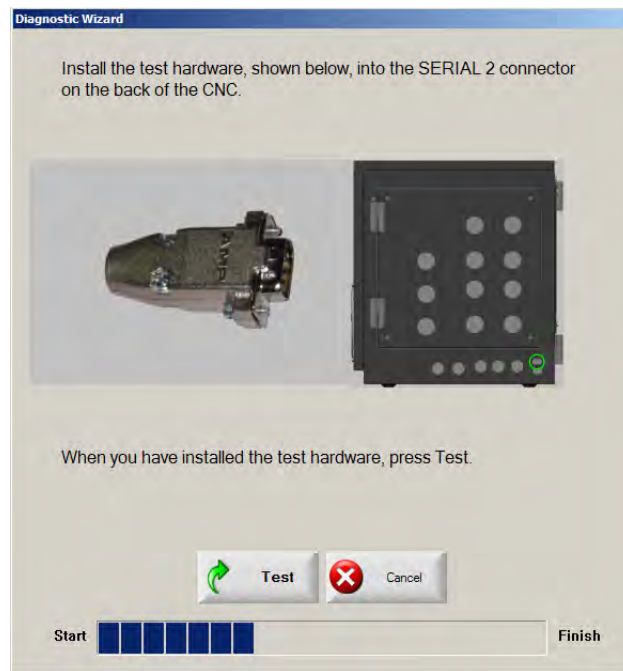 Diagnostic Wizard
Install the test hardware, shown below, into the SERIAL 2 connector
on the back of the CNC.
AMP
When you have installed the test hardware, press Test.
Test
Cancel
Start
Finish